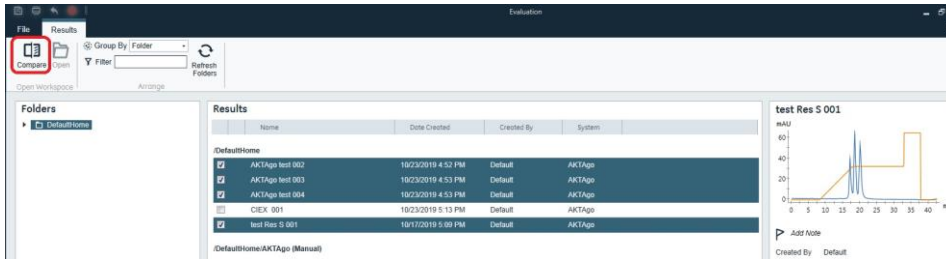 Evaluation
File Results
Compare Open
Group By Folder
Filter
Refresh Folders
Open Workspace Arrange
Folders
DefaultHome
Results
Name Date Created Created By System
/DefaultHome
AKTAgo test 002 10/23/2019 4:52 PM Default AKTAgo
AKTAgo test 003 10/23/2019 4:53 PM Default AKTAgo
AKTAgo test 004 10/23/2019 4:53 PM Default AKTAgo
CIEX 001 10/23/2019 5:13 PM Default AKTAgo
test Res S 001 10/17/2019 5:09 PM Default AKTAgo
/DefaultHome/AKTAgo (Manual)
test Res S 001
mAU
60
40
20
0
0 5 10 15 20 25 30 35 40
Add Note
Created By Default